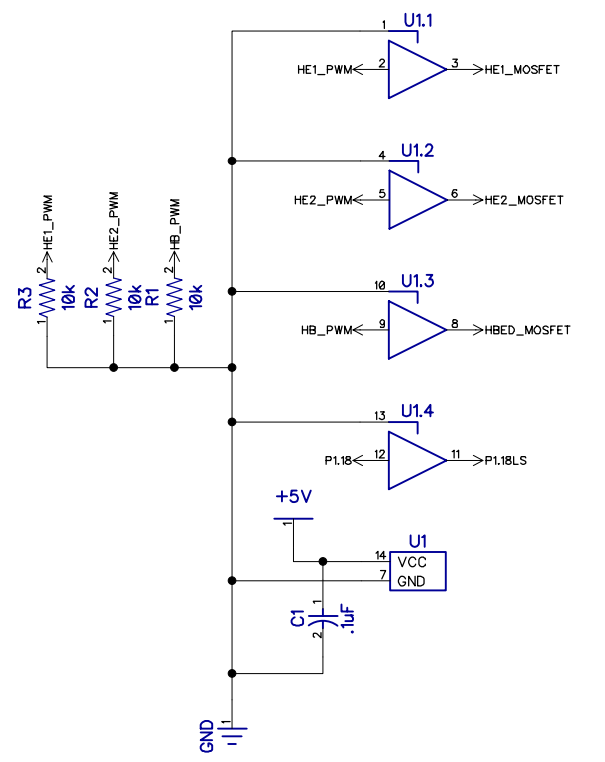 1 U1.1
HE1_PWM 2 3 HE1_MOSFET
4 U1.2
HE2_PWM 5 6 HE2_MOSFET
HE1_PWM
HE2_PWM
HB_PWM
2 2 2
R3 10k R2 10k R1 10k
1 1 1
10 U1.3
HB_PWM 9 8 HBED_MOSFET
13 U1.4
P1.18 12 11 P1.18LS
+5V
1
U1
14 VCC
7 GND
1
C1 .1uF
2
GND 1